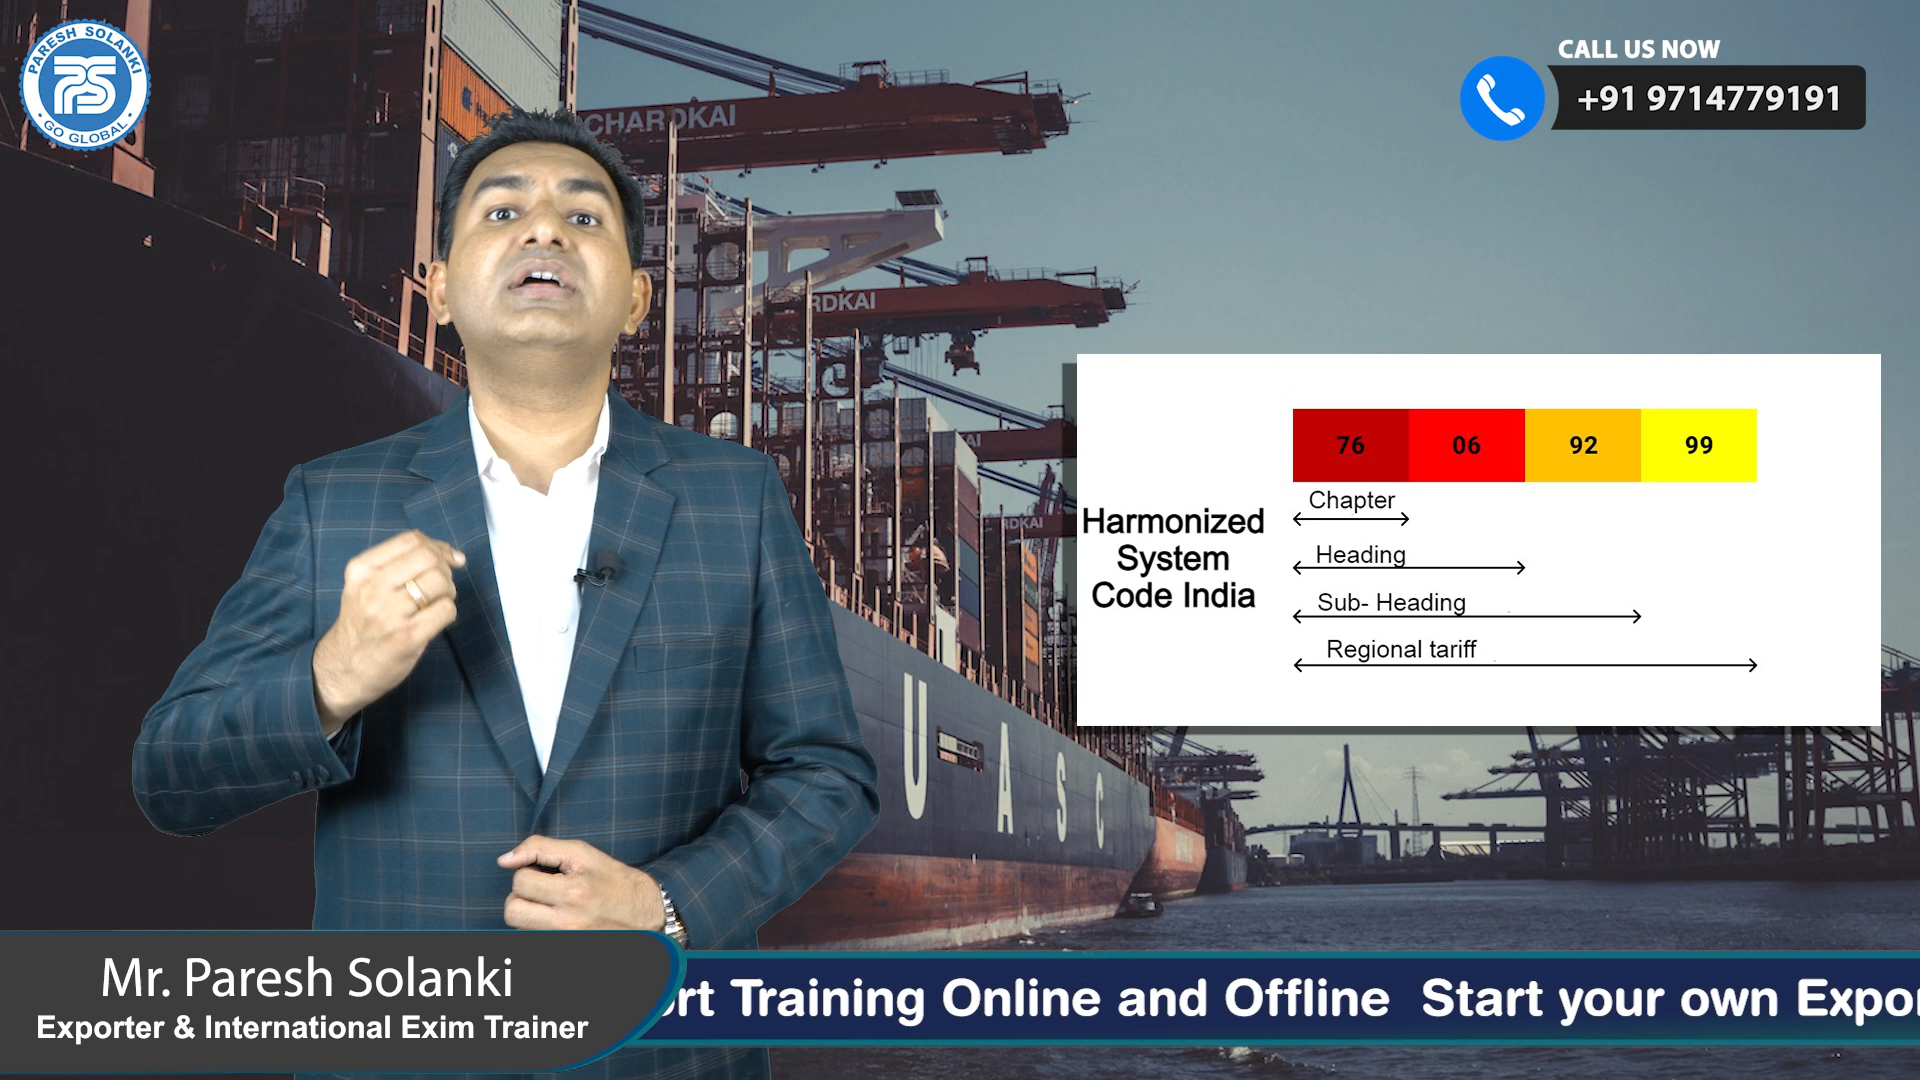 PARESH SOLANKI
PS
GO GLOBAL
CALL US NOW
+91 9714779191
CHARDKAI
RDKAI
RDKAI
76 06 92 99
Chapter
Heading
Sub- Heading
Regional tariff
Harmonized
System
Code India
U A S C
Mr. Paresh Solanki
Exporter & International Exim Trainer
rt Training Online and Offline Start your own Expor